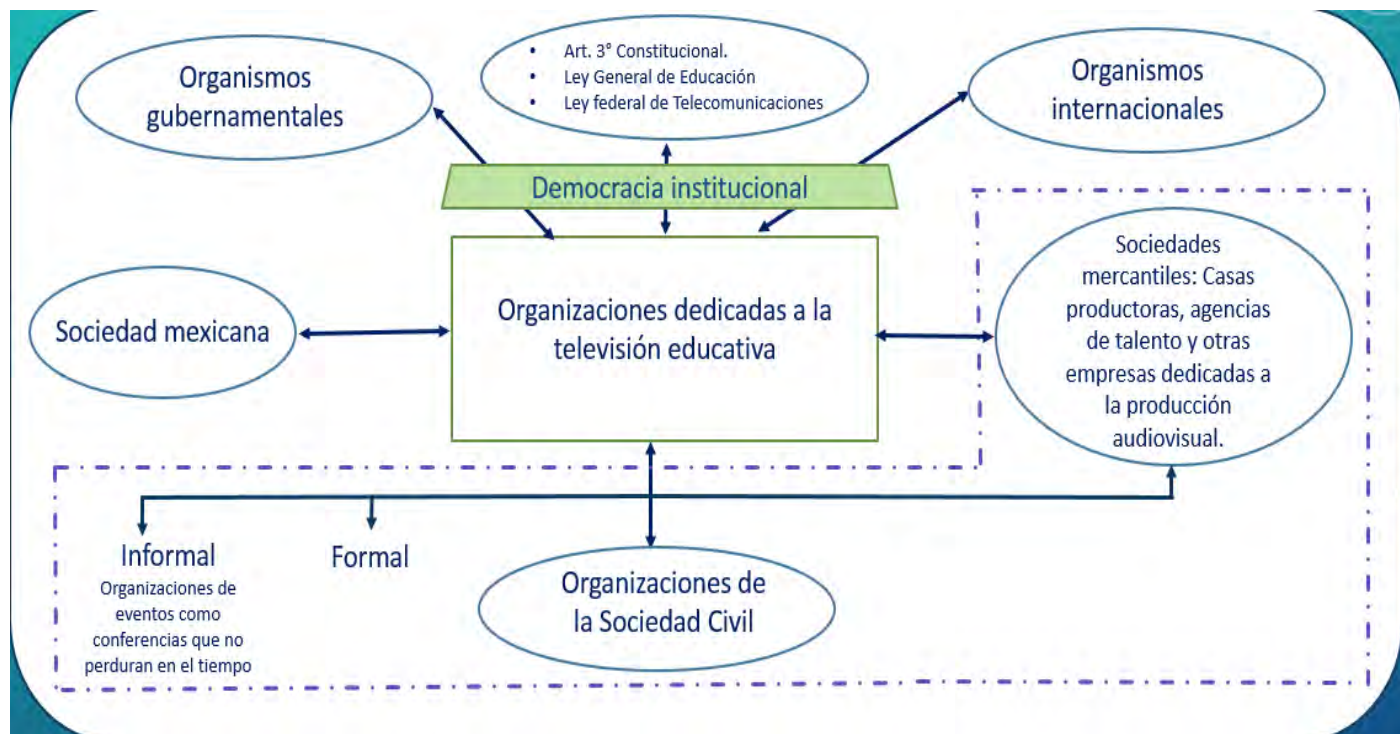 Organismos
gubernamentales
• Art. 3° Constitucional.
• Ley General de Educación
• Ley federal de Telecomunicaciones
Organismos
internacionales
Democracia institucional
Sociedad mexicana
Organizaciones dedicadas a la
televisión educativa
Sociedades
mercantiles: Casas
productoras, agencias
de talento y otras
empresas dedicadas a
la producción
audiovisual.
Informal
Organizaciones de
eventos como
conferencias que no
perduran en el tiempo
Formal
Organizaciones de
la Sociedad Civil